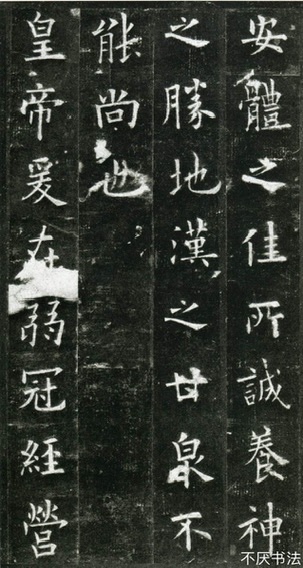 安體之佳所誠養神
之勝地漢之甘泉不
能尚也
皇帝爰在弱冠經營
不厌书法